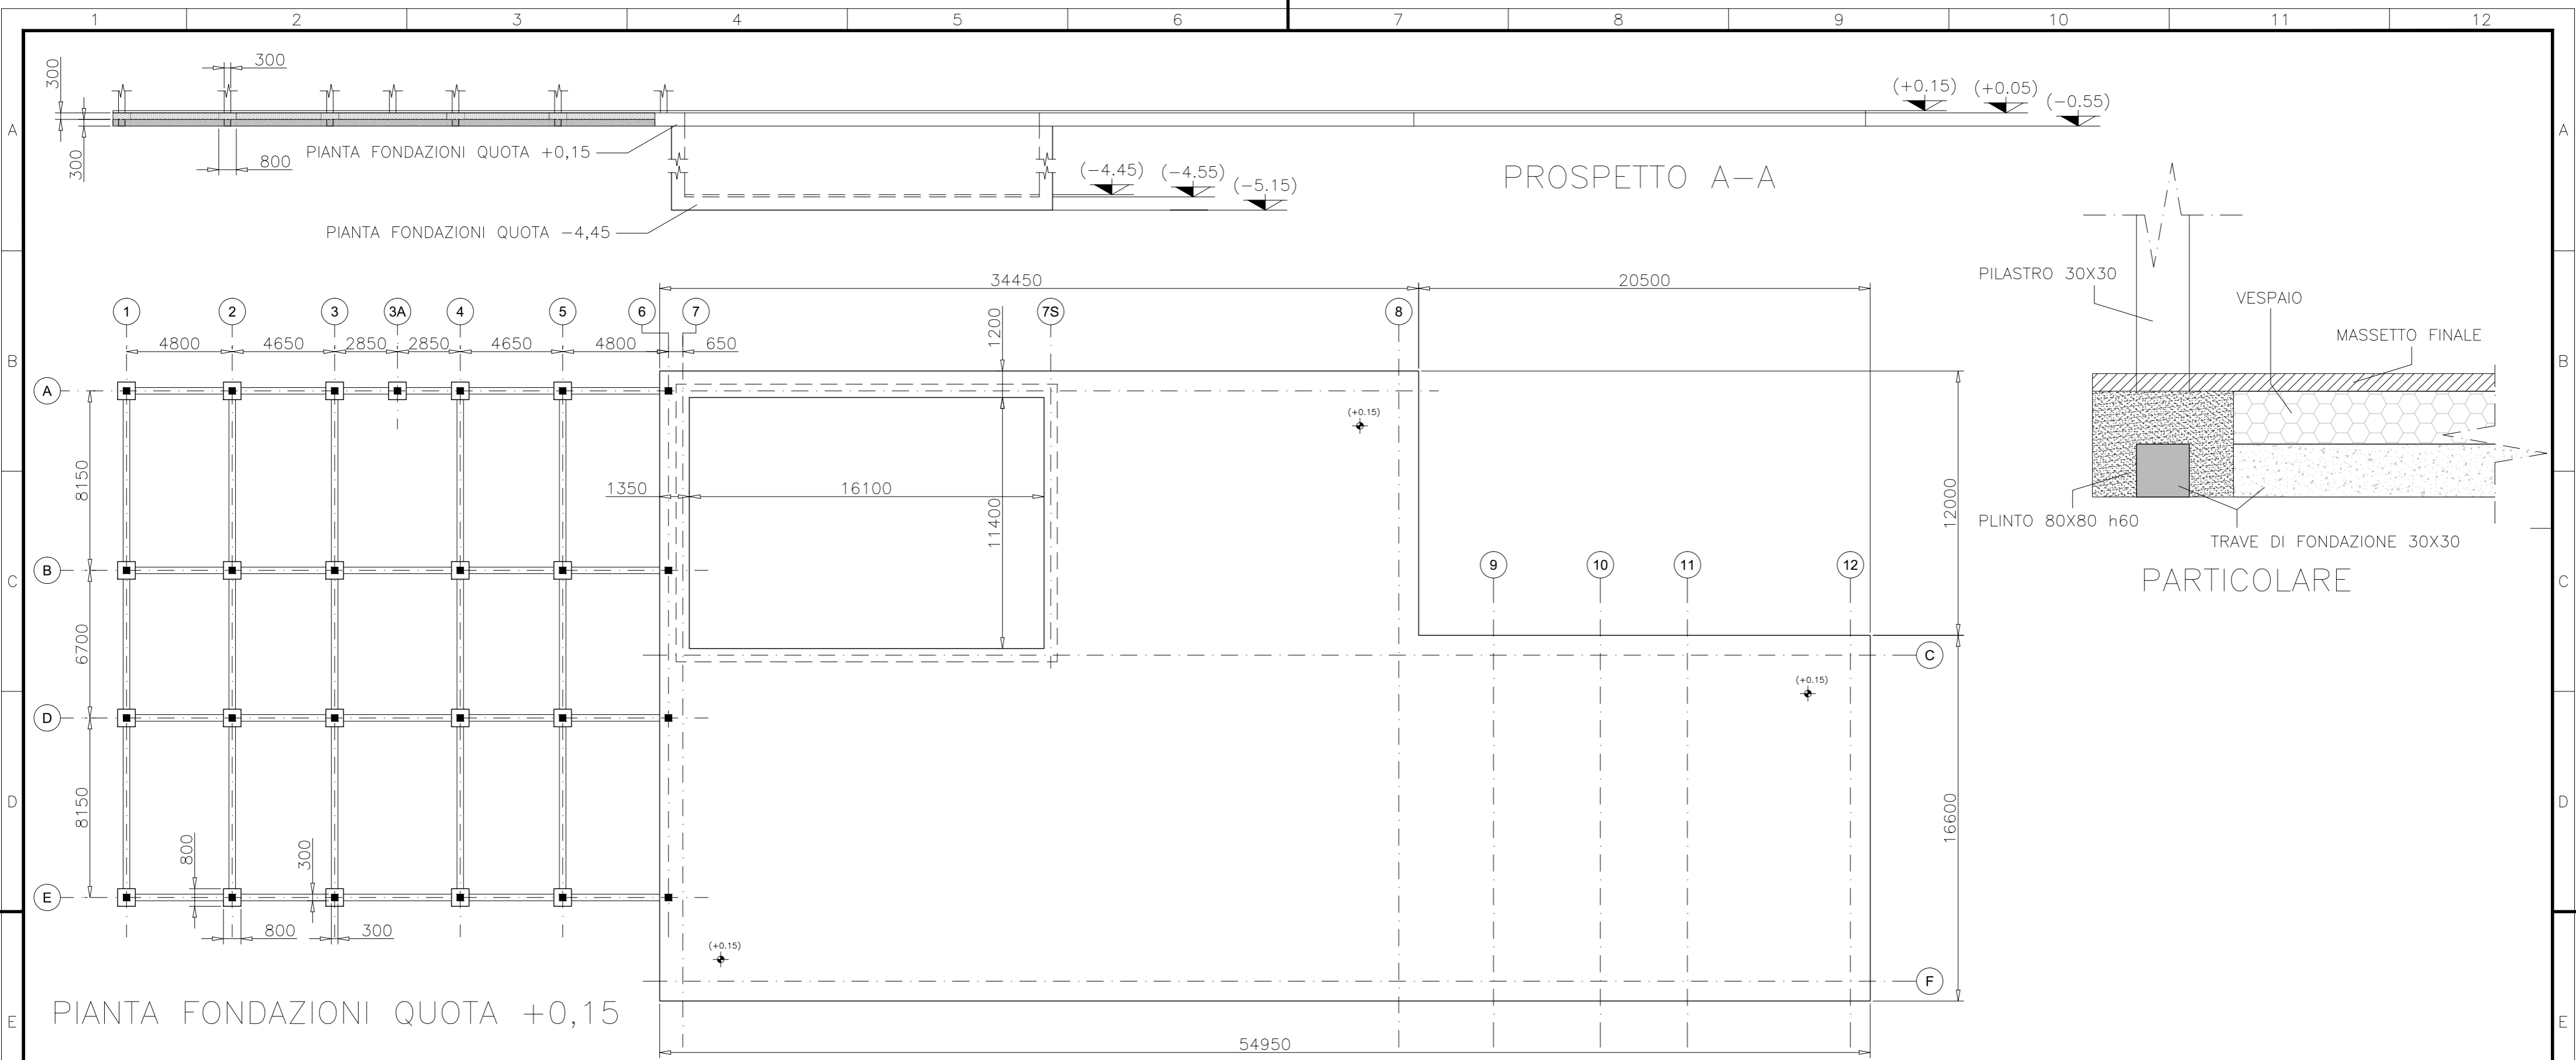 1 2 3 4 5 6 7 8 9 10 11 12
300
300
300
800
(+0.15) (+0.05) (−0.55)
A A
PIANTA FONDAZIONI QUOTA +0,15
PROSPETTO A−A
(−4.45) (−4.55) (−5.15)
PIANTA FONDAZIONI QUOTA −4,45
PILASTRO 30X30
VESPAIO
MASSETTO FINALE
PLINTO 80X80 h60
TRAVE DI FONDAZIONE 30X30
PARTICOLARE
34450 20500
1 2 3 3A 4 5 6 7 7S 8
4800 4650 2850 2850 4650 4800 650
1200
B B
A
(+0.15)
8150
1350 16100
11400
12000
C C
B
9 10 11 12
6700
C
(+0.15)
D
D D
8150
16600
800
300
E
800 300
(+0.15)
F
PIANTA FONDAZIONI QUOTA +0,15
E E
54950